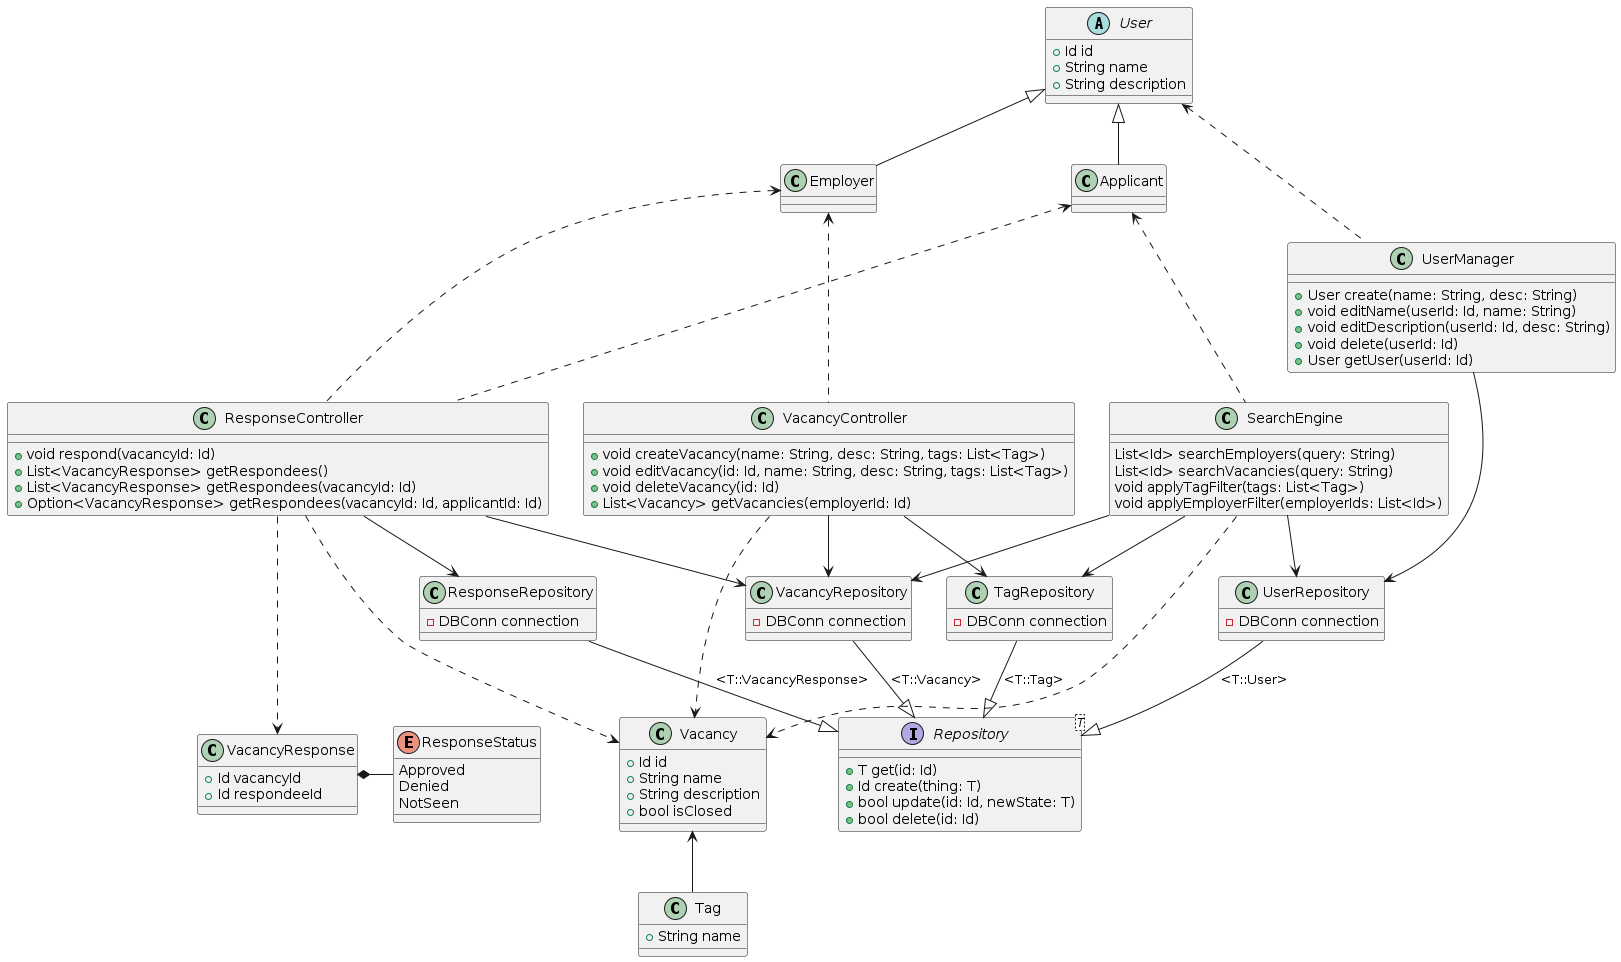 A User
Id id
String name
String description
C Employer
C Applicant
C UserManager
User create(name: String, desc: String)
void editName(userId: Id, name: String)
void editDescription(userId: Id, desc: String)
void delete(userId: Id)
User getUser(userId: Id)
C ResponseController
void respond(vacancyId: Id)
List<VacancyResponse> getRespondees()
List<VacancyResponse> getRespondees(vacancyId: Id)
Option<VacancyResponse> getRespondees(vacancyId: Id, applicantId: Id)
C VacancyController
void createVacancy(name: String, desc: String, tags: List<Tag>)
void editVacancy(id: Id, name: String, desc: String, tags: List<Tag>)
void deleteVacancy(id: Id)
List<Vacancy> getVacancies(employerId: Id)
C SearchEngine
List<Id> searchEmployers(query: String)
List<Id> searchVacancies(query: String)
void applyTagFilter(tags: List<Tag>)
void applyEmployerFilter(employerIds: List<Id>)
C ResponseRepository
DBConn connection
C VacancyRepository
DBConn connection
C TagRepository
DBConn connection
C UserRepository
DBConn connection
<T::VacancyResponse>
<T::Vacancy>
<T::Tag>
<T::User>
C VacancyResponse
Id vacancyId
Id respondeeId
E ResponseStatus
Approved
Denied
NotSeen
C Vacancy
Id id
String name
String description
bool isClosed
I Repository
T
T get(id: Id)
Id create(thing: T)
bool update(id: Id, newState: T)
bool delete(id: Id)
C Tag
String name